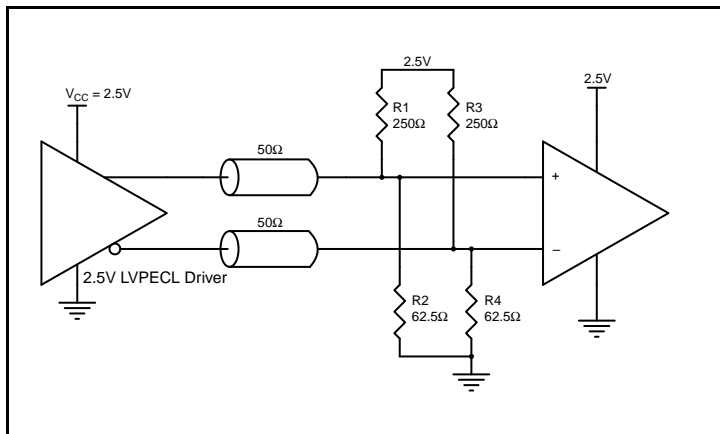 2.5V
V_CC = 2.5V
2.5V
R1
250Ω
R3
250Ω
50Ω
+
50Ω
–
2.5V LVPECL Driver
R2
62.5Ω
R4
62.5Ω